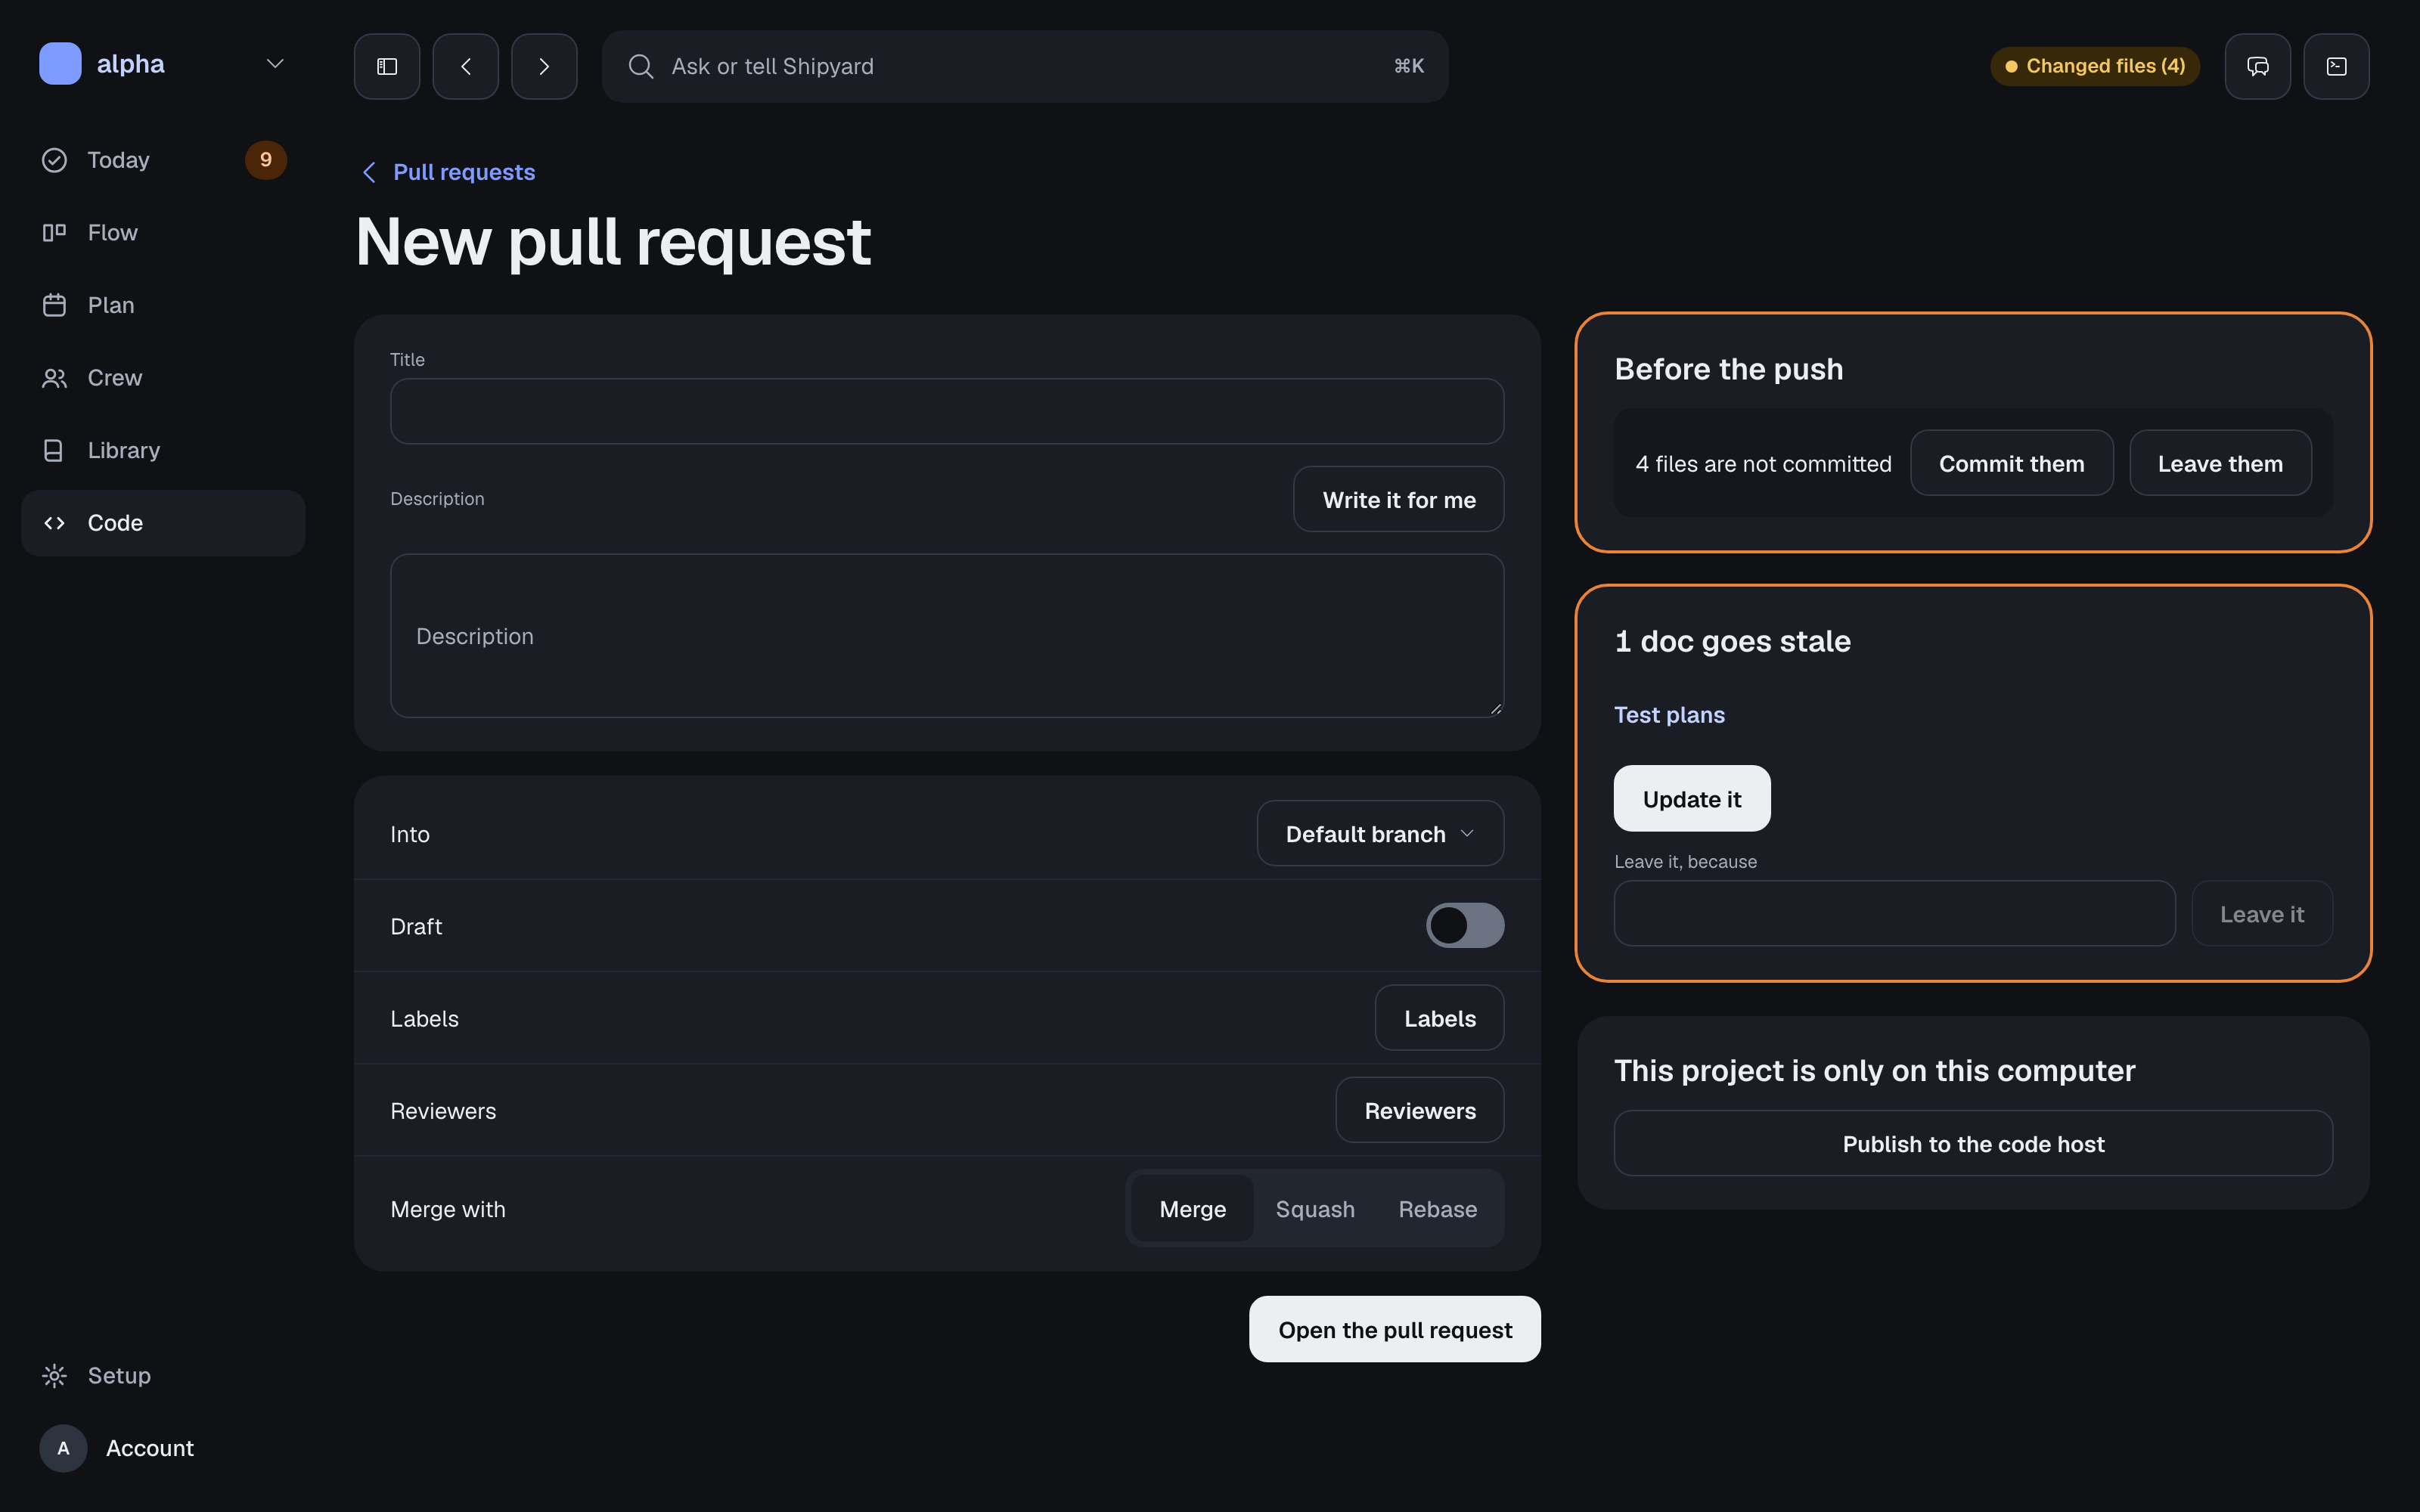 alpha
Ask or tell Shipyard
⌘K
Changed files (4)
Today
9
Flow
Plan
Crew
Library
Code
Setup
A
Account
Pull requests
New pull request
Title
Description
Write it for me
Description
Into
Default branch
Draft
Labels
Labels
Reviewers
Reviewers
Merge with
Merge
Squash
Rebase
Open the pull request
Before the push
4 files are not committed
Commit them
Leave them
1 doc goes stale
Test plans
Update it
Leave it, because
Leave it
This project is only on this computer
Publish to the code host